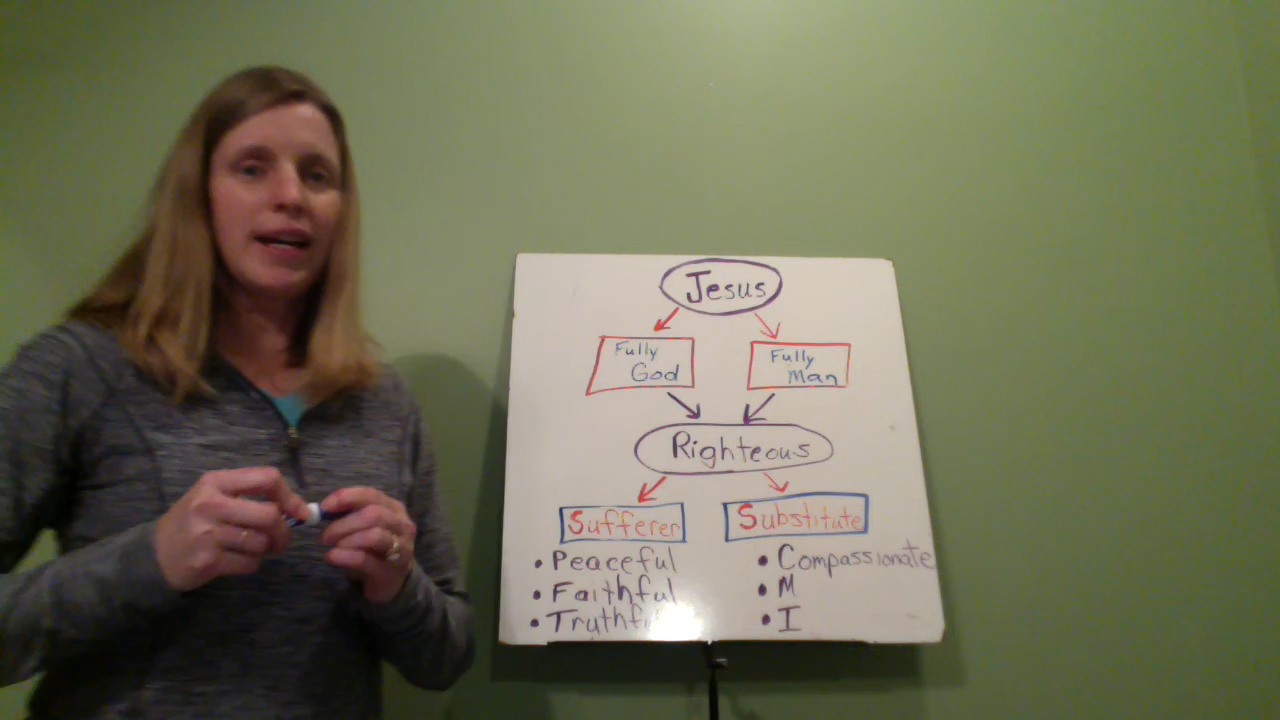 Jesus
Fully
God
Fully
Man
Righteous
Sufferer
Substitute
• Peaceful
• Faithful
• Compassionate
• M
• I